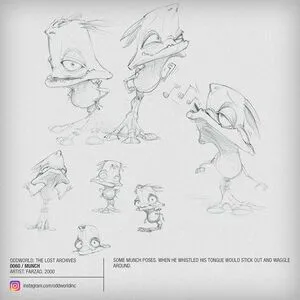 ODDWORLD: THE LOST ARCHIVES
0060 / MUNCH
ARTIST: FARZAD, 2000
SOME MUNCH POSES. WHEN HE WHISTLED HIS TONGUE WOULD STICK OUT AND WAGGLE
AROUND.
instagram.com/oddworldinc